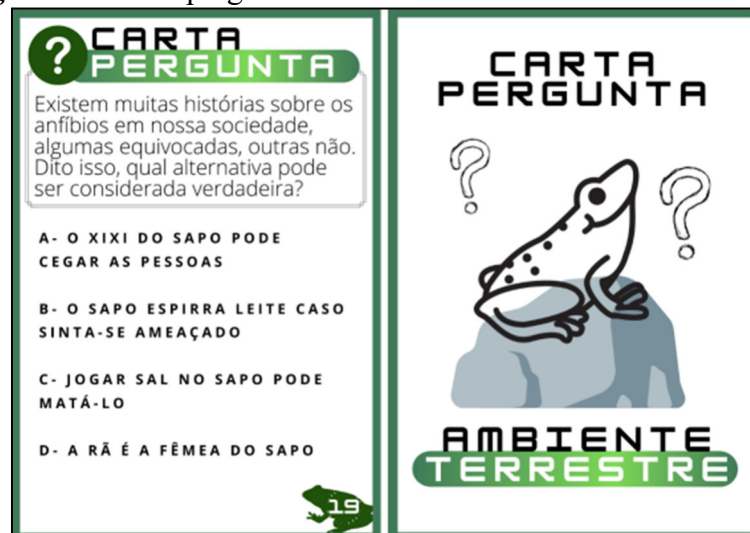 CARTA
PERGUNTA
Existem muitas histórias sobre os
anfíbios em nossa sociedade,
algumas equivocadas, outras não.
Dito isso, qual alternativa pode
ser considerada verdadeira?
A- O XIXI DO SAPO PODE
CEGAR AS PESSOAS
B- O SAPO ESPIRRA LEITE CASO
SINTA-SE AMEAÇADO
C- JOGAR SAL NO SAPO PODE
MATÁ-LO
D- A RÃ É A FÊMEA DO SAPO
19
CARTA
PERGUNTA
AMBIENTE
TERRESTRE